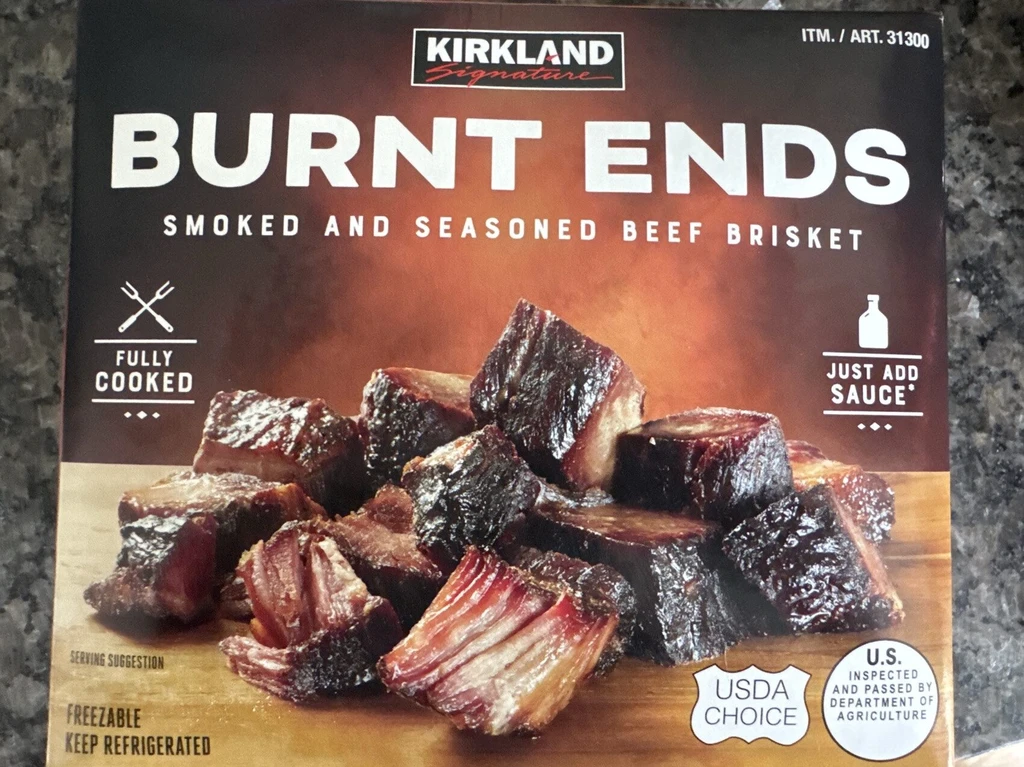 ITM. / ART. 31300
KIRKLAND
Signature
BURNT ENDS
SMOKED AND SEASONED BEEF BRISKET
FULLY
COOKED
JUST ADD
SAUCE*
SERVING SUGGESTION
FREEZABLE
KEEP REFRIGERATED
USDA
CHOICE
U.S.
INSPECTED
AND PASSED BY
DEPARTMENT OF
AGRICULTURE